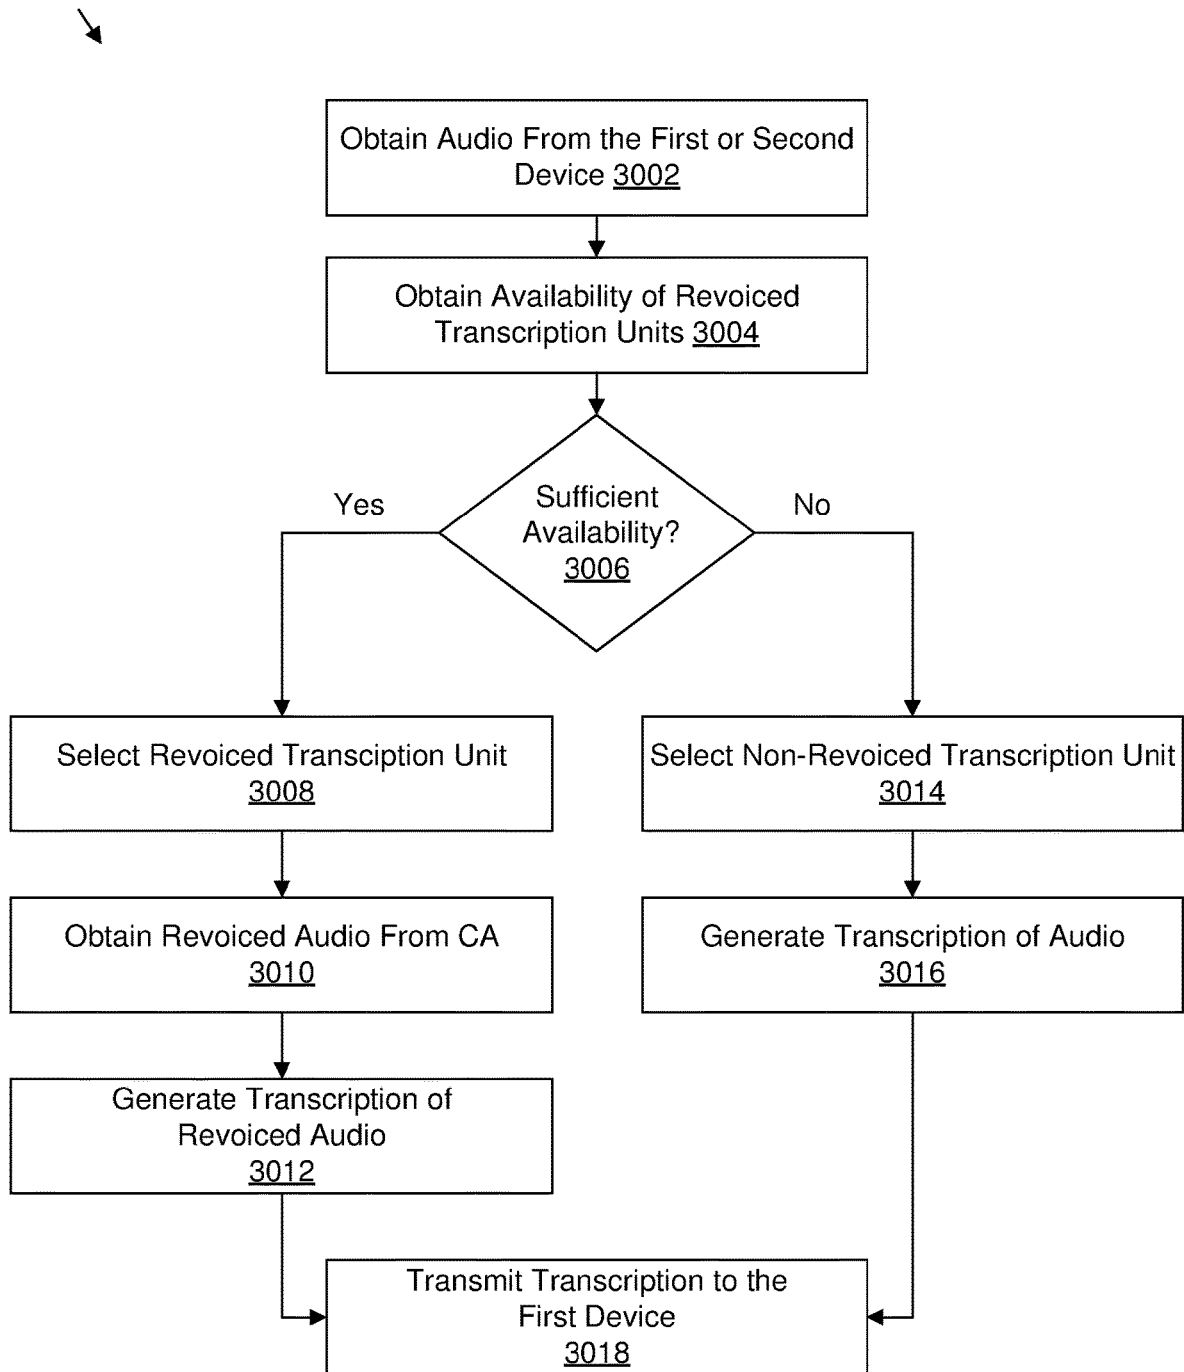 Obtain Audio From the First or Second
Device 3002
Obtain Availability of Revoiced
Transcription Units 3004
Yes
Sufficient
Availability?
3006
No
Select Revoiced Transciption Unit
3008
Select Non-Revoiced Transcription Unit
3014
Obtain Revoiced Audio From CA
3010
Generate Transcription of Audio
3016
Generate Transcription of
Revoiced Audio
3012
Transmit Transcription to the
First Device
3018